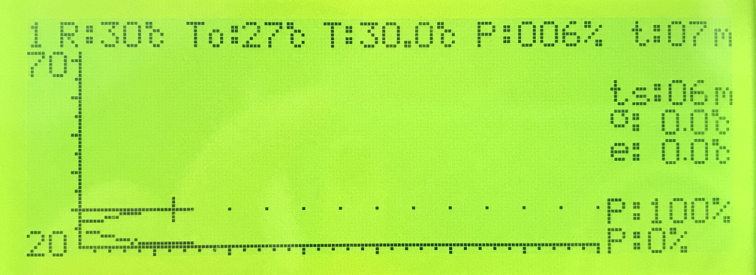 1 R:30℃ To:27℃ T:30.0℃ P:006% t:07m
70
ts:06m
σ: 0.0℃
e: 0.0℃
P:100%
20 P:0%